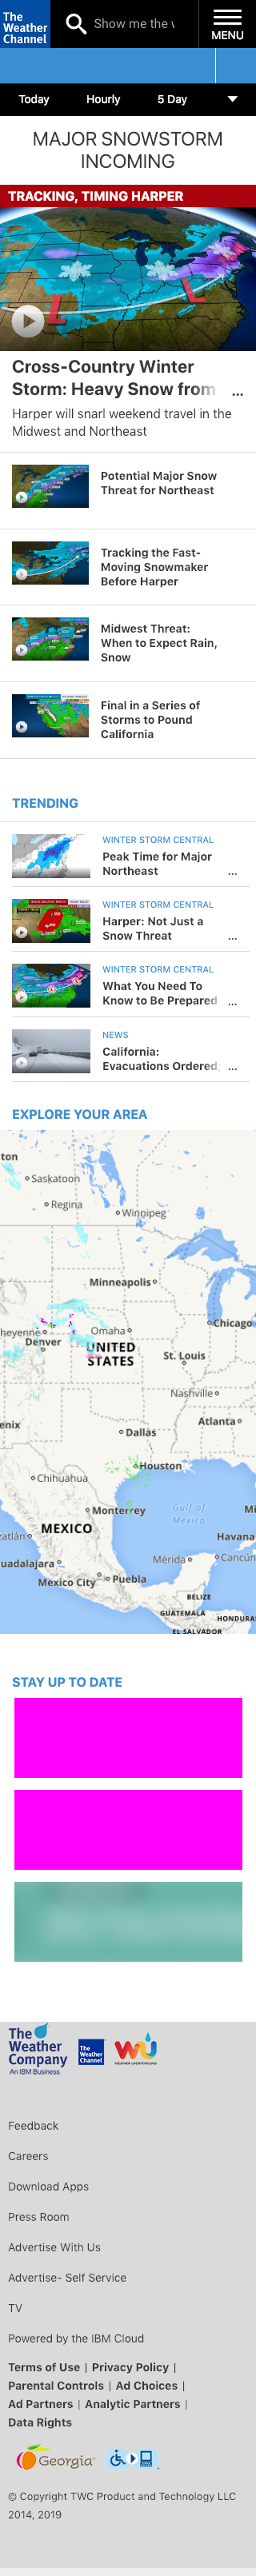 The
Weather
Channel
Show me the w
MENU
Today
Hourly
5 Day
MAJOR SNOWSTORM
INCOMING
TRACKING, TIMING HARPER
L
L
Cross-Country Winter
Storm: Heavy Snow from ...
Harper will snarl weekend travel in the
Midwest and Northeast
Potential Major Snow
Threat for Northeast
Tracking the Fast-
Moving Snowmaker
Before Harper
Midwest Threat:
When to Expect Rain,
Snow
Final in a Series of
Storms to Pound
California
TRENDING
WINTER STORM CENTRAL
Peak Time for Major
Northeast ...
WINTER STORM CENTRAL
Harper: Not Just a
Snow Threat ...
WINTER STORM CENTRAL
What You Need To
Know to Be Prepared ...
NEWS
California:
Evacuations Ordered; ...
EXPLORE YOUR AREA
ton
Saskatoon
Regina
Winnipeg
Minneapolis
Chicago
heyenne
Omaha
Denver
UNITED
STATES
St. Louis
Nashville
Atlanta
enix
Dallas
Houston
Chihuahua
Monterrey
Gulf of
Mexico
MEXICO
Mi
Havana
zatlán
uadalajara
Mexico City
Puebla
Mérida
Cancún
BELIZE
GUATEMALA
HONDURAS
EL SALVADOR
STAY UP TO DATE
The
Weather
Company
An IBM Business
The
Weather
Channel
WU
WEATHER UNDERGROUND
Feedback
Careers
Download Apps
Press Room
Advertise With Us
Advertise- Self Service
TV
Powered by the IBM Cloud
Terms of Use | Privacy Policy |
Parental Controls | Ad Choices |
Ad Partners | Analytic Partners |
Data Rights
Georgia
© Copyright TWC Product and Technology LLC
2014, 2019